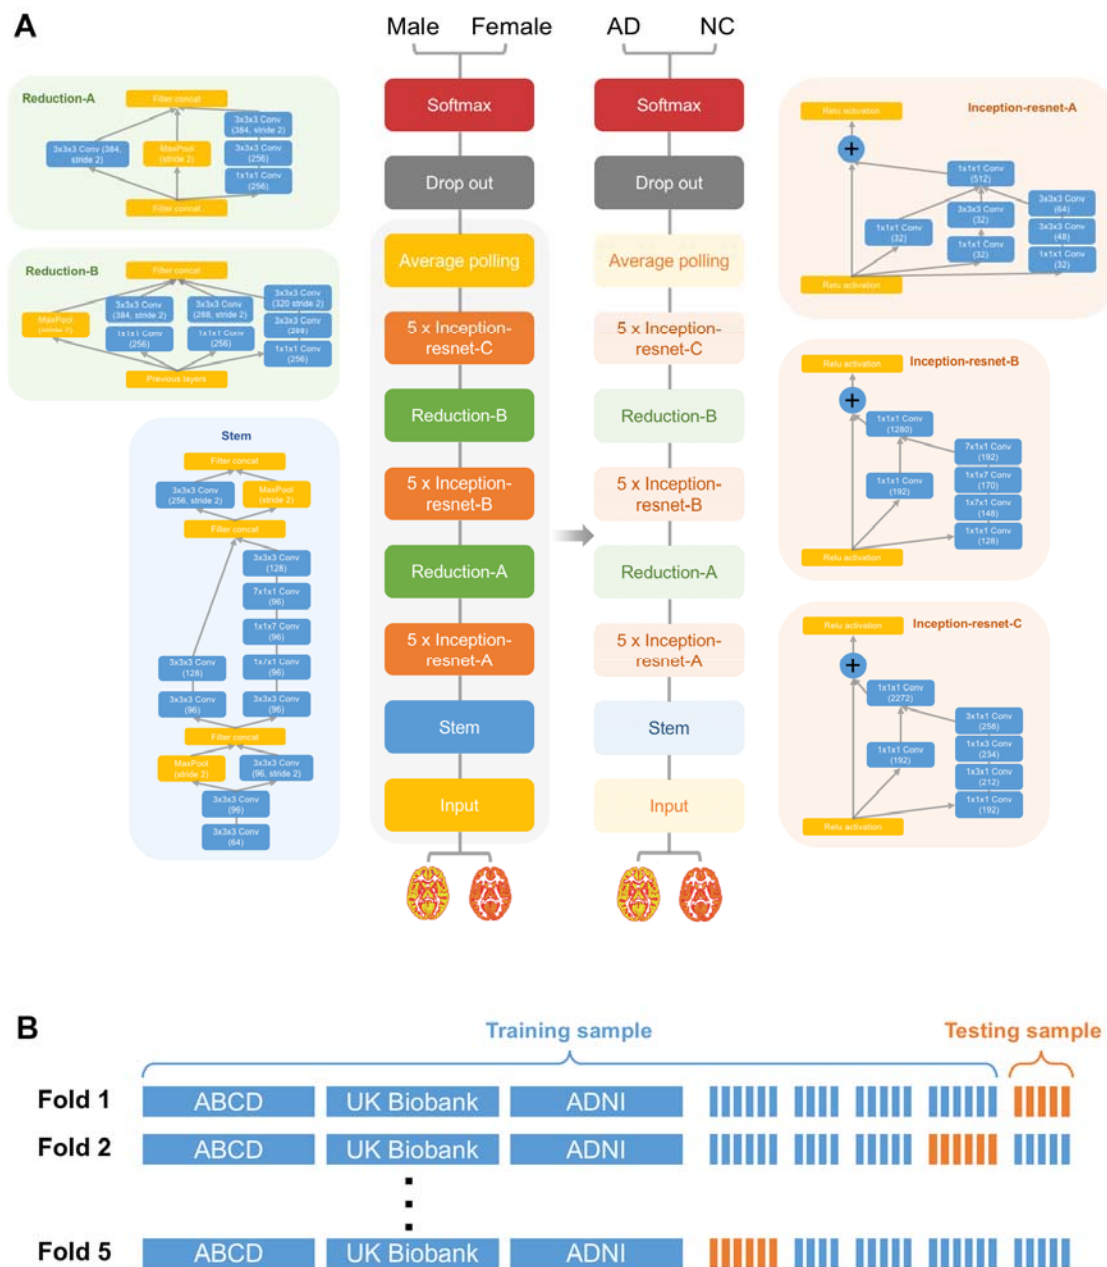 A
Male Female
AD NC
Reduction-A
Filter concat
3x3x3 Conv (384, stride 2)
MaxPool (stride 2)
3x3x3 Conv (384, stride 2)
3x3x3 Conv (256)
1x1x1 Conv (256)
Filter concat
Reduction-B
Filter concat
MaxPool (stride 2)
3x3x3 Conv (384, stride 2)
1x1x1 Conv (256)
3x3x3 Conv (288, stride 2)
1x1x1 Conv (256)
3x3x3 Conv (320 stride 2)
3x3x3 Conv (288)
1x1x1 Conv (256)
Previous layers
Stem
Filter concat
3x3x3 Conv (256, stride 2)
MaxPool (stride 2)
Filter concat
3x3x3 Conv (128)
7x1x1 Conv (96)
1x1x7 Conv (96)
3x3x3 Conv (128)
1x7x1 Conv (96)
3x3x3 Conv (96)
3x3x3 Conv (96)
Filter concat
MaxPool (stride 2)
3x3x3 Conv (96, stride 2)
3x3x3 Conv (96)
3x3x3 Conv (64)
Softmax
Drop out
Average polling
5 x Inception-
resnet-C
Reduction-B
5 x Inception-
resnet-B
Reduction-A
5 x Inception-
resnet-A
Stem
Input
Softmax
Drop out
Average polling
5 x Inception-
resnet-C
Reduction-B
5 x Inception-
resnet-B
Reduction-A
5 x Inception-
resnet-A
Stem
Input
Inception-resnet-A
Relu activation
+
1x1x1 Conv (512)
1x1x1 Conv (32)
3x3x3 Conv (32)
1x1x1 Conv (32)
3x3x3 Conv (64)
3x3x3 Conv (48)
1x1x1 Conv (32)
Relu activation
Inception-resnet-B
Relu activation
+
1x1x1 Conv (1280)
1x1x1 Conv (192)
7x1x1 Conv (192)
1x1x7 Conv (170)
1x7x1 Conv (148)
1x1x1 Conv (128)
Relu activation
Inception-resnet-C
Relu activation
+
1x1x1 Conv (2272)
1x1x1 Conv (192)
3x1x1 Conv (258)
1x1x3 Conv (234)
1x3x1 Conv (212)
1x1x1 Conv (192)
Relu activation
B
Training sample Testing sample
Fold 1 ABCD UK Biobank ADNI
Fold 2 ABCD UK Biobank ADNI
Fold 5 ABCD UK Biobank ADNI